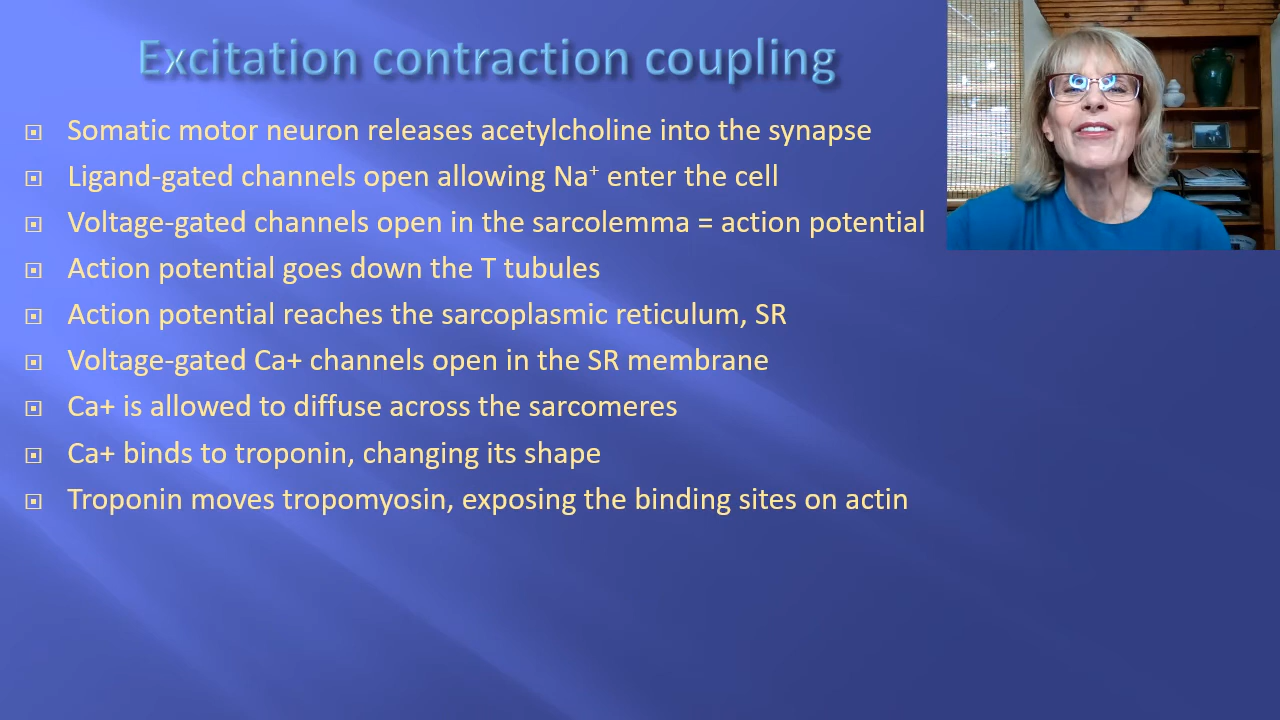 Excitation contraction coupling
Somatic motor neuron releases acetylcholine into the synapse
Ligand-gated channels open allowing Na⁺ enter the cell
Voltage-gated channels open in the sarcolemma = action potential
Action potential goes down the T tubules
Action potential reaches the sarcoplasmic reticulum, SR
Voltage-gated Ca+ channels open in the SR membrane
Ca+ is allowed to diffuse across the sarcomeres
Ca+ binds to troponin, changing its shape
Troponin moves tropomyosin, exposing the binding sites on actin